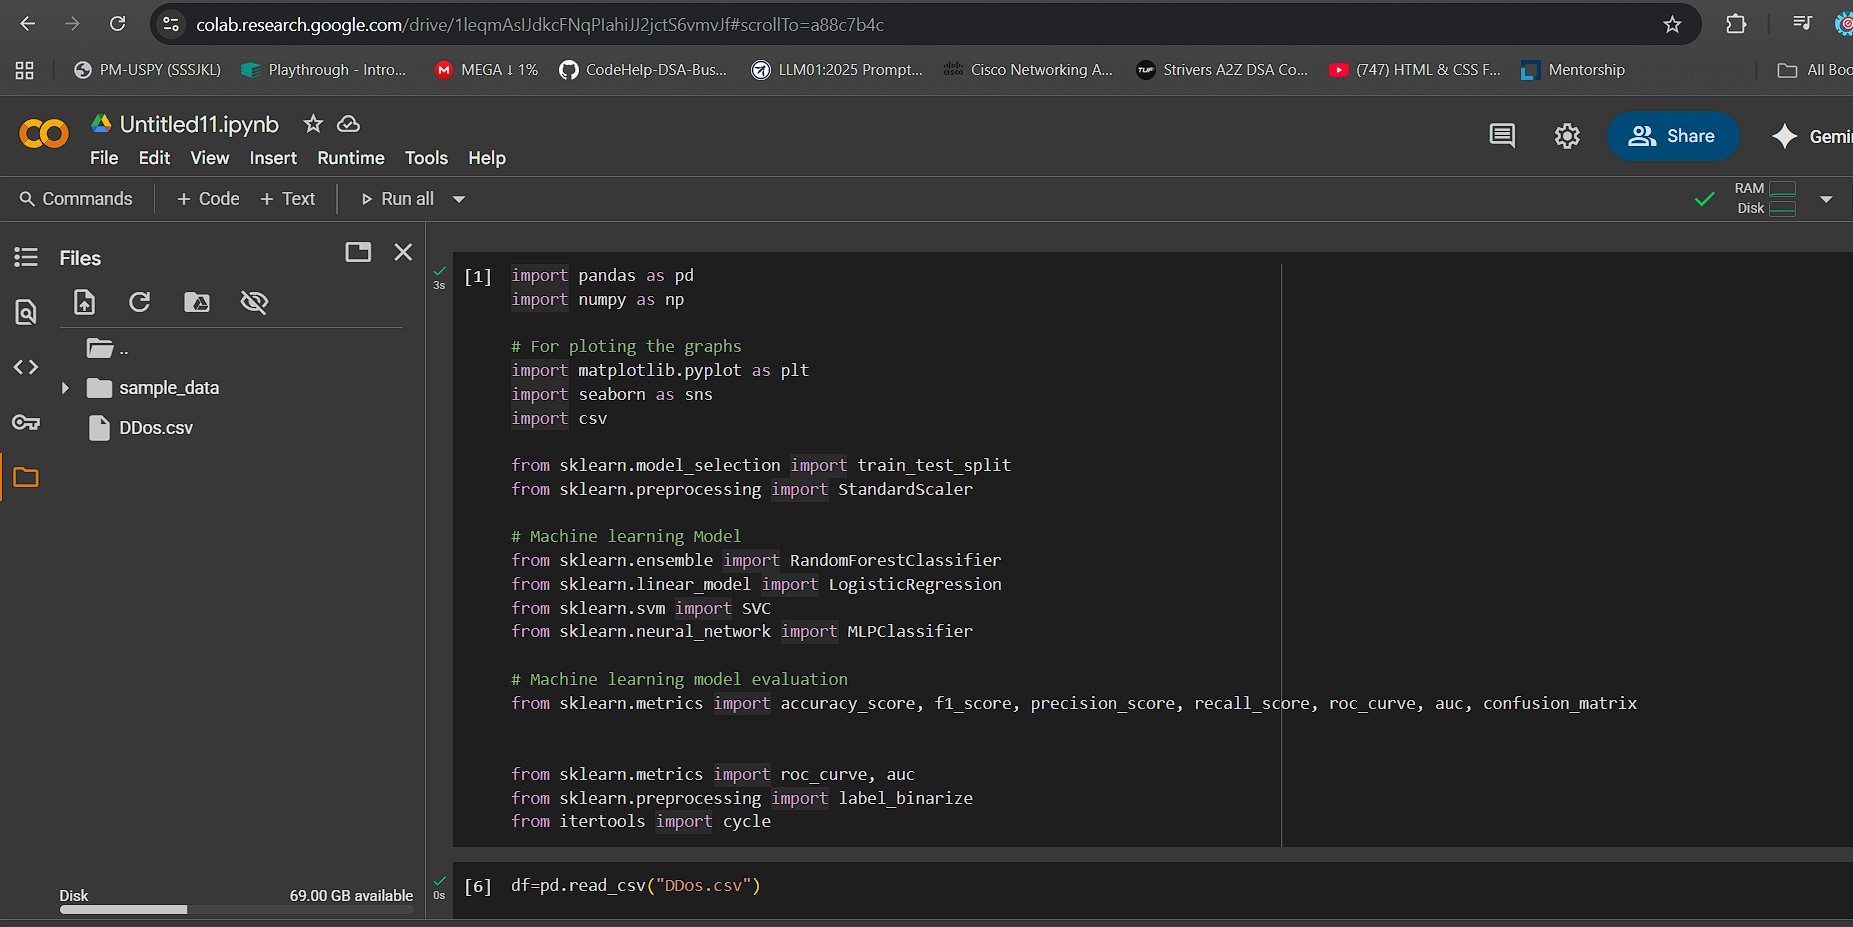 colab.research.google.com/drive/1leqmAsIJdkcFNqPIahiJJ2jctS6vmvJf#scrollTo=a88c7b4c
PM-USPY (SSSJKL) Playthrough - Intro... MEGA ↓ 1% CodeHelp-DSA-Bus... LLM01:2025 Prompt... Cisco Networking A... Strivers A2Z DSA Co... (747) HTML & CSS F... Mentorship All Boo
CO Untitled11.ipynb
File Edit View Insert Runtime Tools Help
Share Gemi
Commands + Code + Text Run all
RAM
Disk
Files
..
sample_data
DDos.csv
Disk 69.00 GB available
3s
[1] import pandas as pd
import numpy as np
# For ploting the graphs
import matplotlib.pyplot as plt
import seaborn as sns
import csv
from sklearn.model_selection import train_test_split
from sklearn.preprocessing import StandardScaler
# Machine learning Model
from sklearn.ensemble import RandomForestClassifier
from sklearn.linear_model import LogisticRegression
from sklearn.svm import SVC
from sklearn.neural_network import MLPClassifier
# Machine learning model evaluation
from sklearn.metrics import accuracy_score, f1_score, precision_score, recall_score, roc_curve, auc, confusion_matrix
from sklearn.metrics import roc_curve, auc
from sklearn.preprocessing import label_binarize
from itertools import cycle
0s
[6] df=pd.read_csv("DDos.csv")